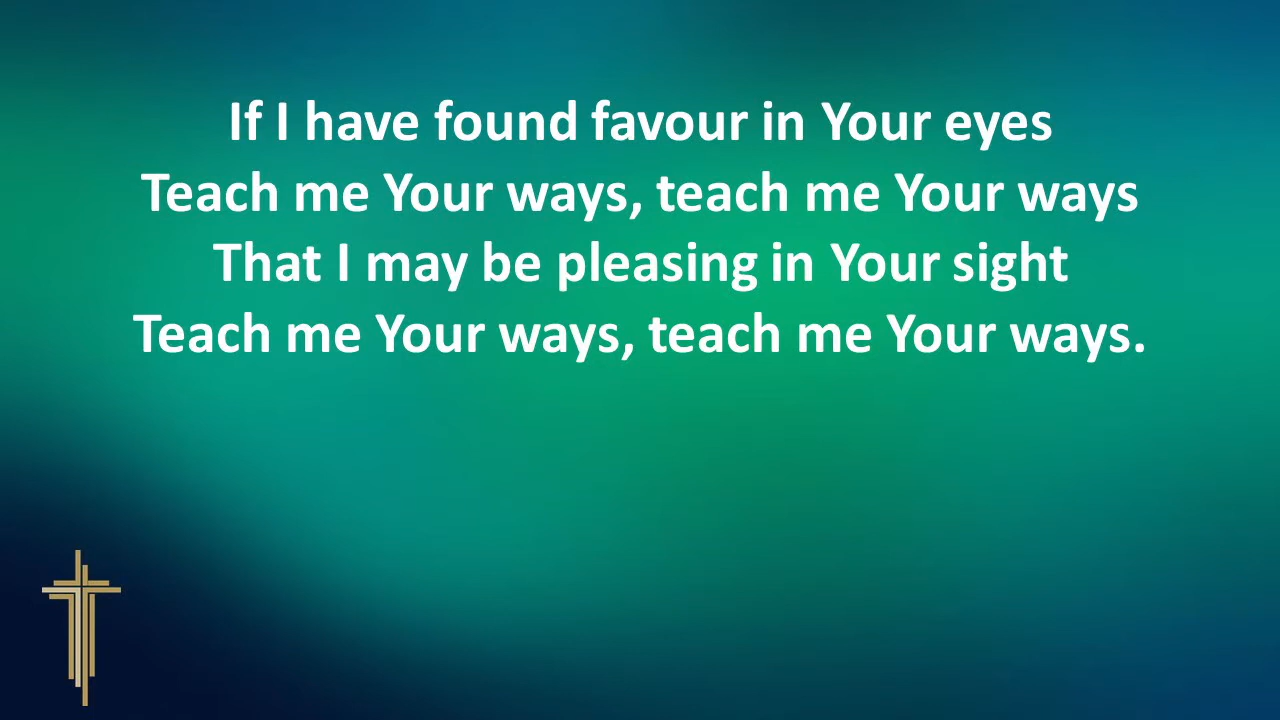 If I have found favour in Your eyes
Teach me Your ways, teach me Your ways
That I may be pleasing in Your sight
Teach me Your ways, teach me Your ways.